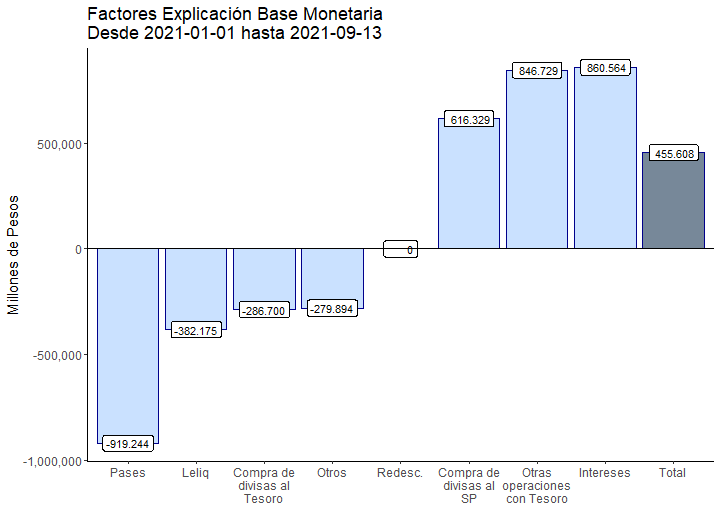 Factores Explicación Base Monetaria
Desde 2021-01-01 hasta 2021-09-13
Millones de Pesos
500,000
0
-500,000
-1,000,000
-919.244
-382.175
-286.700
-279.894
0
616.329
846.729
860.564
455.608
Pases
Leliq
Compra de
divisas al
Tesoro
Otros
Redesc.
Compra de
divisas al
SP
Otras
operaciones
con Tesoro
Intereses
Total